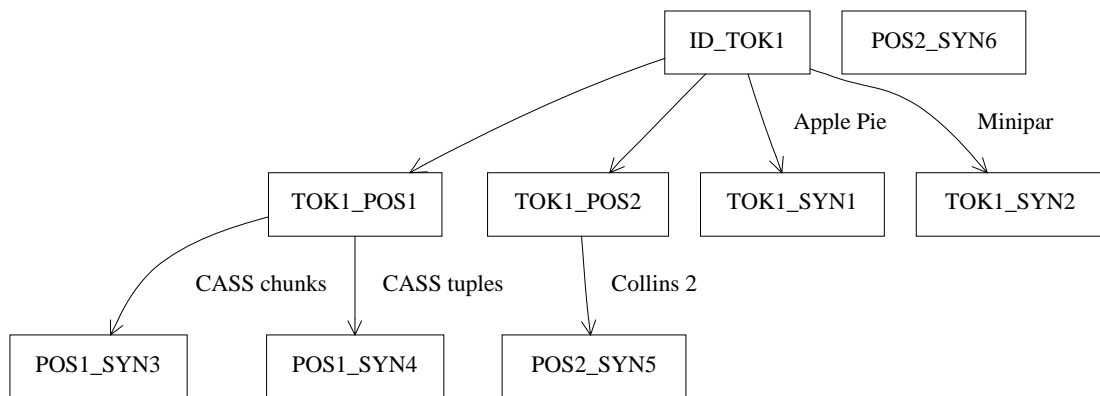 ID_TOK1
POS2_SYN6
Apple Pie
Minipar
TOK1_POS1
TOK1_POS2
TOK1_SYN1
TOK1_SYN2
CASS chunks
CASS tuples
Collins 2
POS1_SYN3
POS1_SYN4
POS2_SYN5